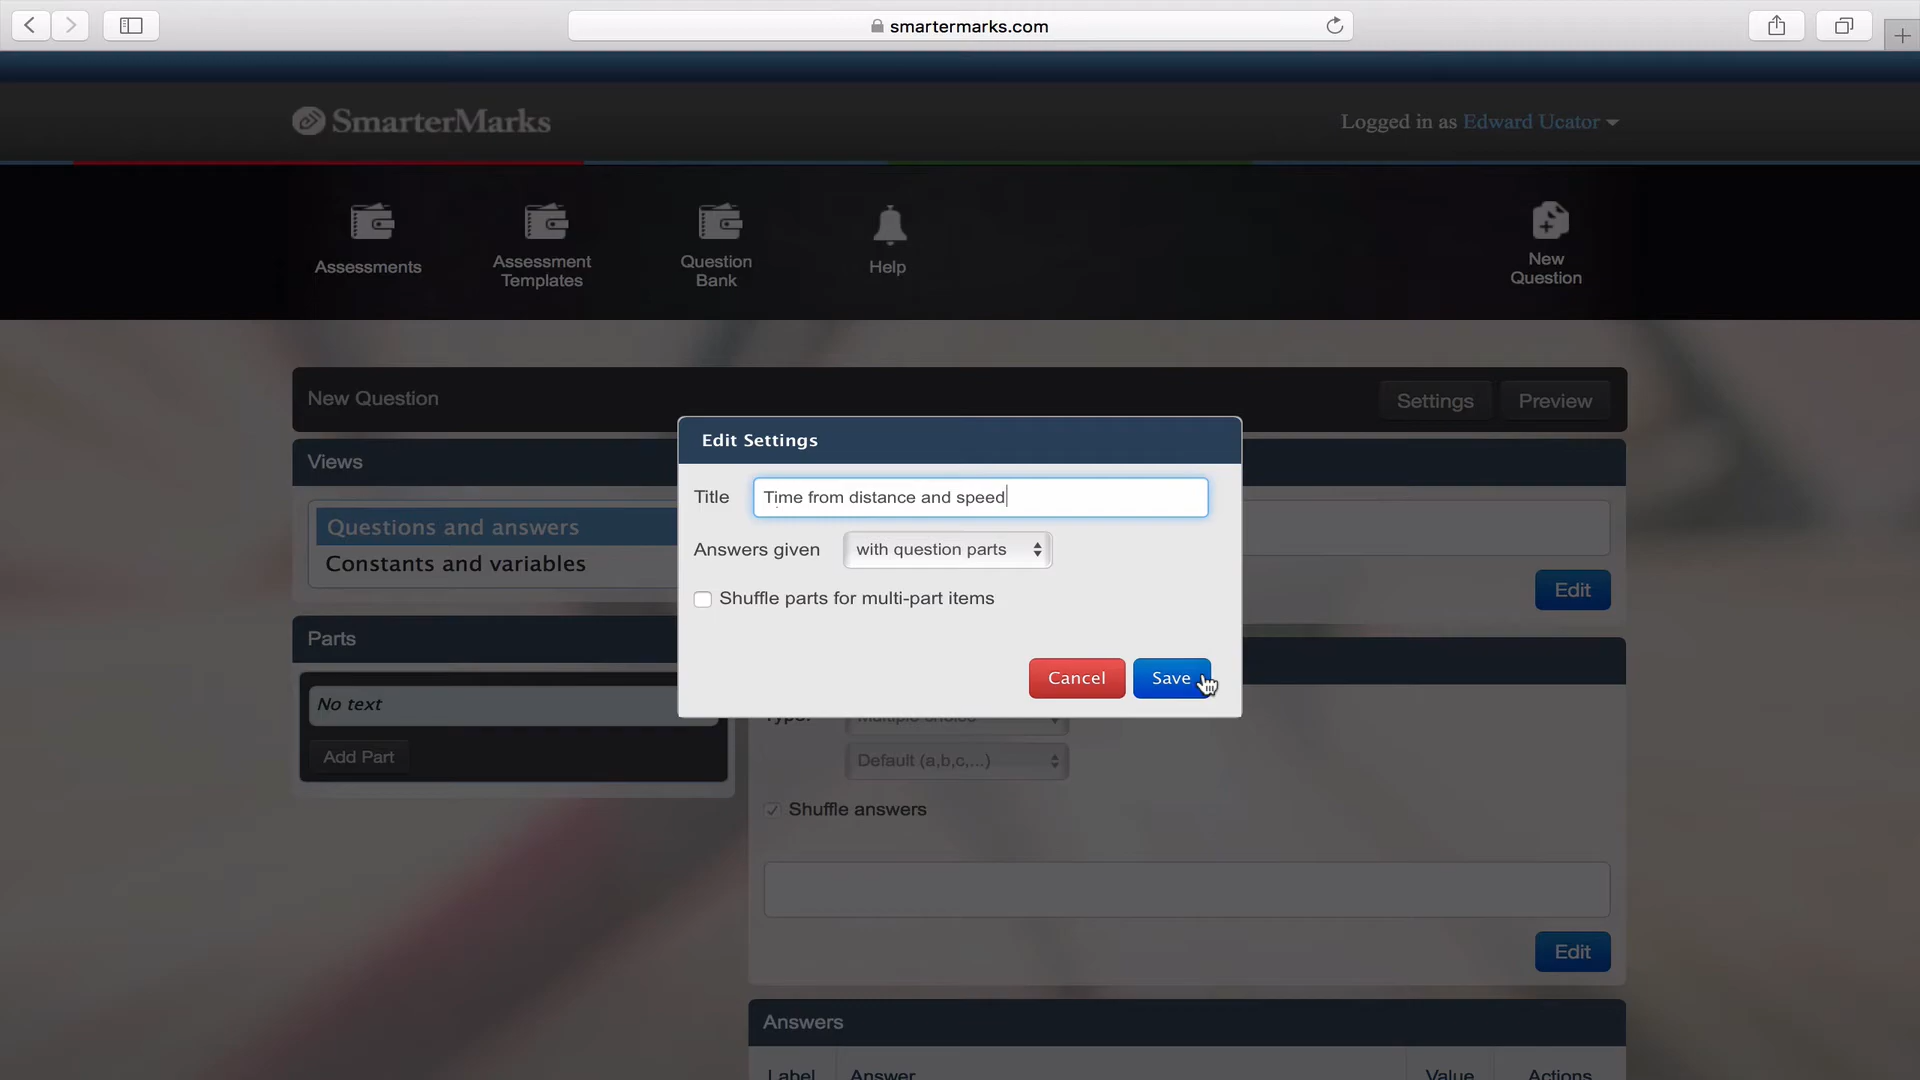 smartermarks.com
SmarterMarks
Logged in as Edward Ucator
Assessments
Assessment
Templates
Question
Bank
Help
New
Question
New Question
Settings
Preview
Views
Questions and answers
Constants and variables
Edit
Edit Settings
Title
Time from distance and speed
Answers given
with question parts
Shuffle parts for multi-part items
Cancel
Save
Parts
No text
Add Part
Type:
Multiple choice
Default (a,b,c,...)
Shuffle answers
Edit
Answers
Label
Answer
Value
Actions